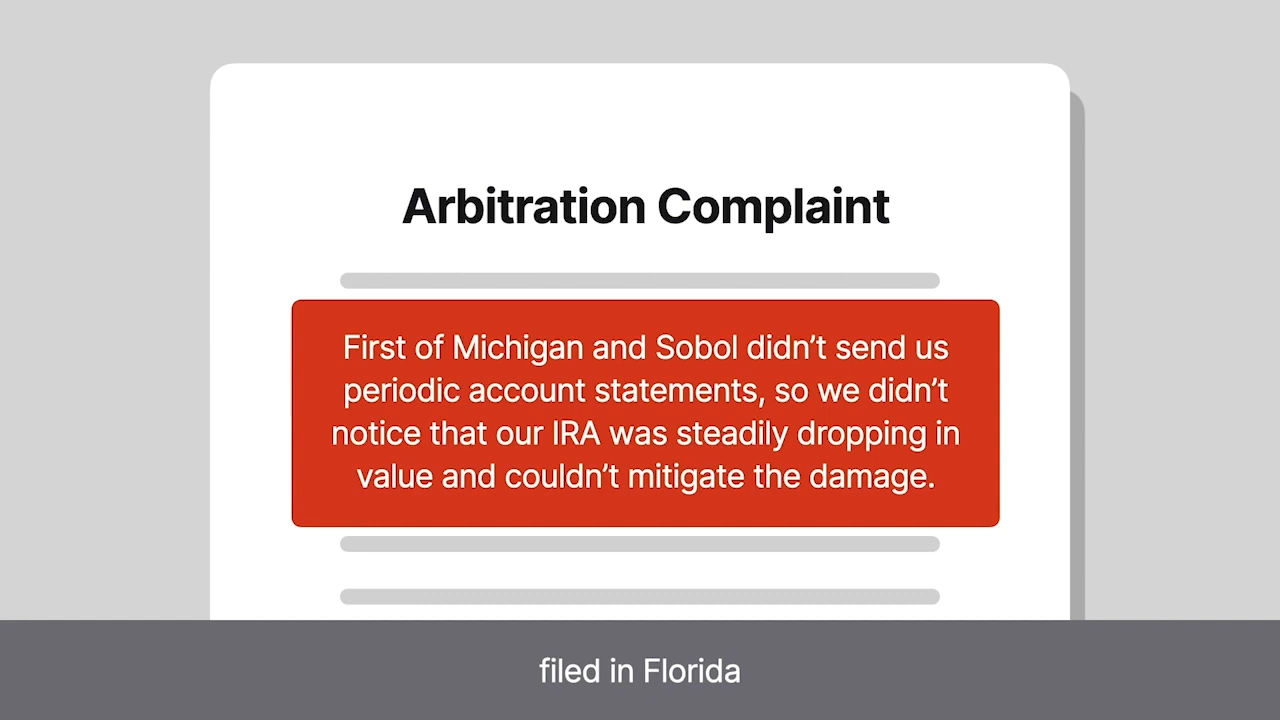 Arbitration Complaint
First of Michigan and Sobol didn’t send us
periodic account statements, so we didn’t
notice that our IRA was steadily dropping in
value and couldn’t mitigate the damage.
filed in Florida